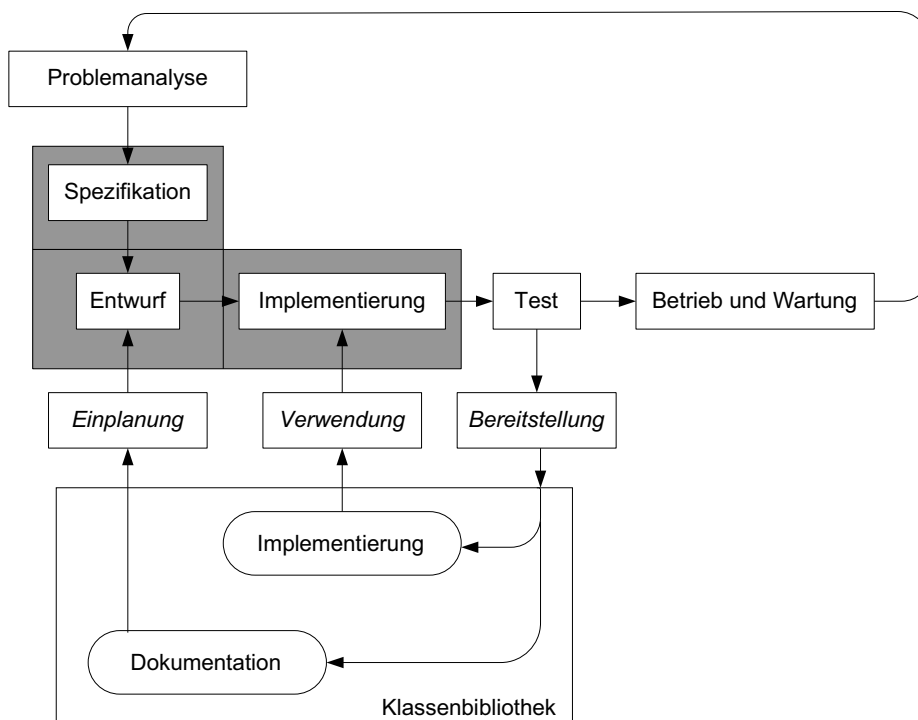 Problemanalyse
Spezifikation
Entwurf
Implementierung
Test
Betrieb und Wartung
Einplanung
Verwendung
Bereitstellung
Implementierung
Dokumentation
Klassenbibliothek